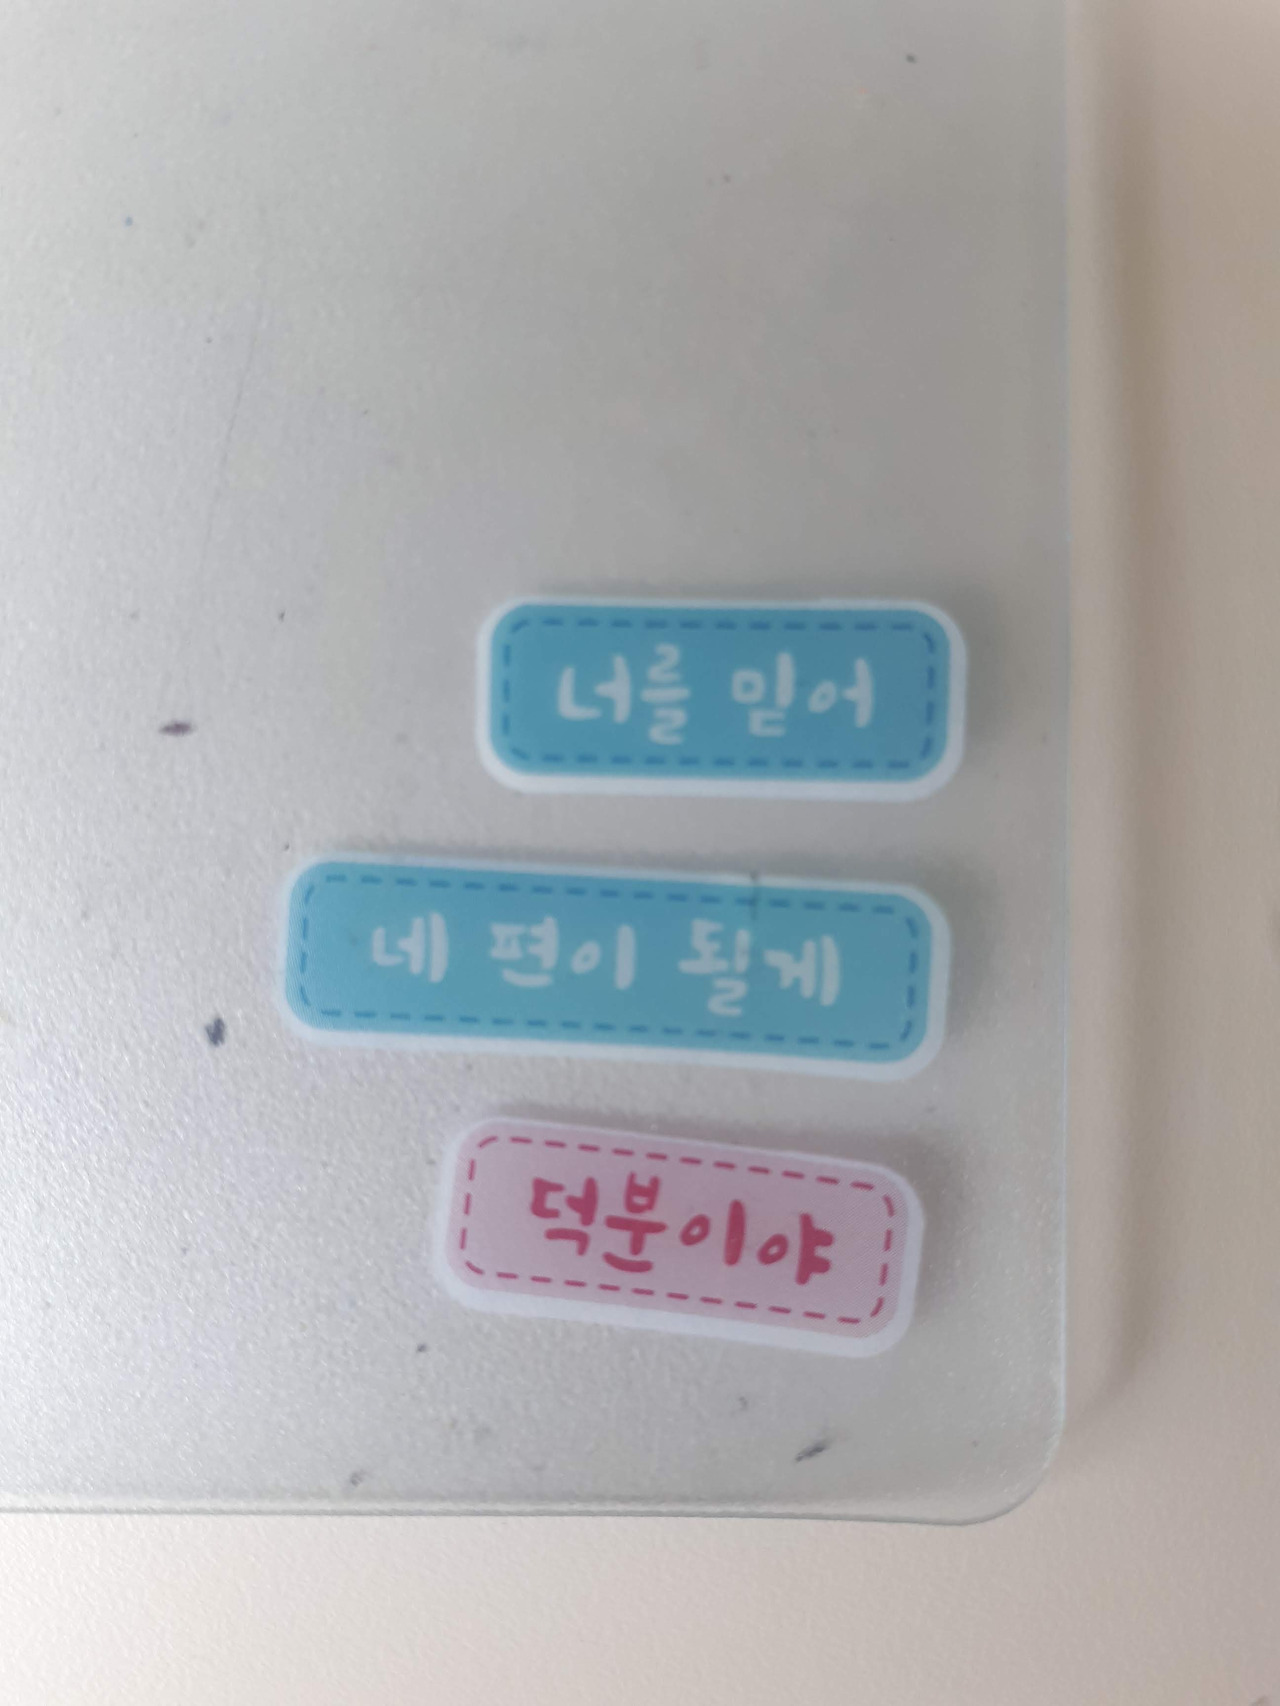 너를 믿어
네 편이 될게
덕분이야